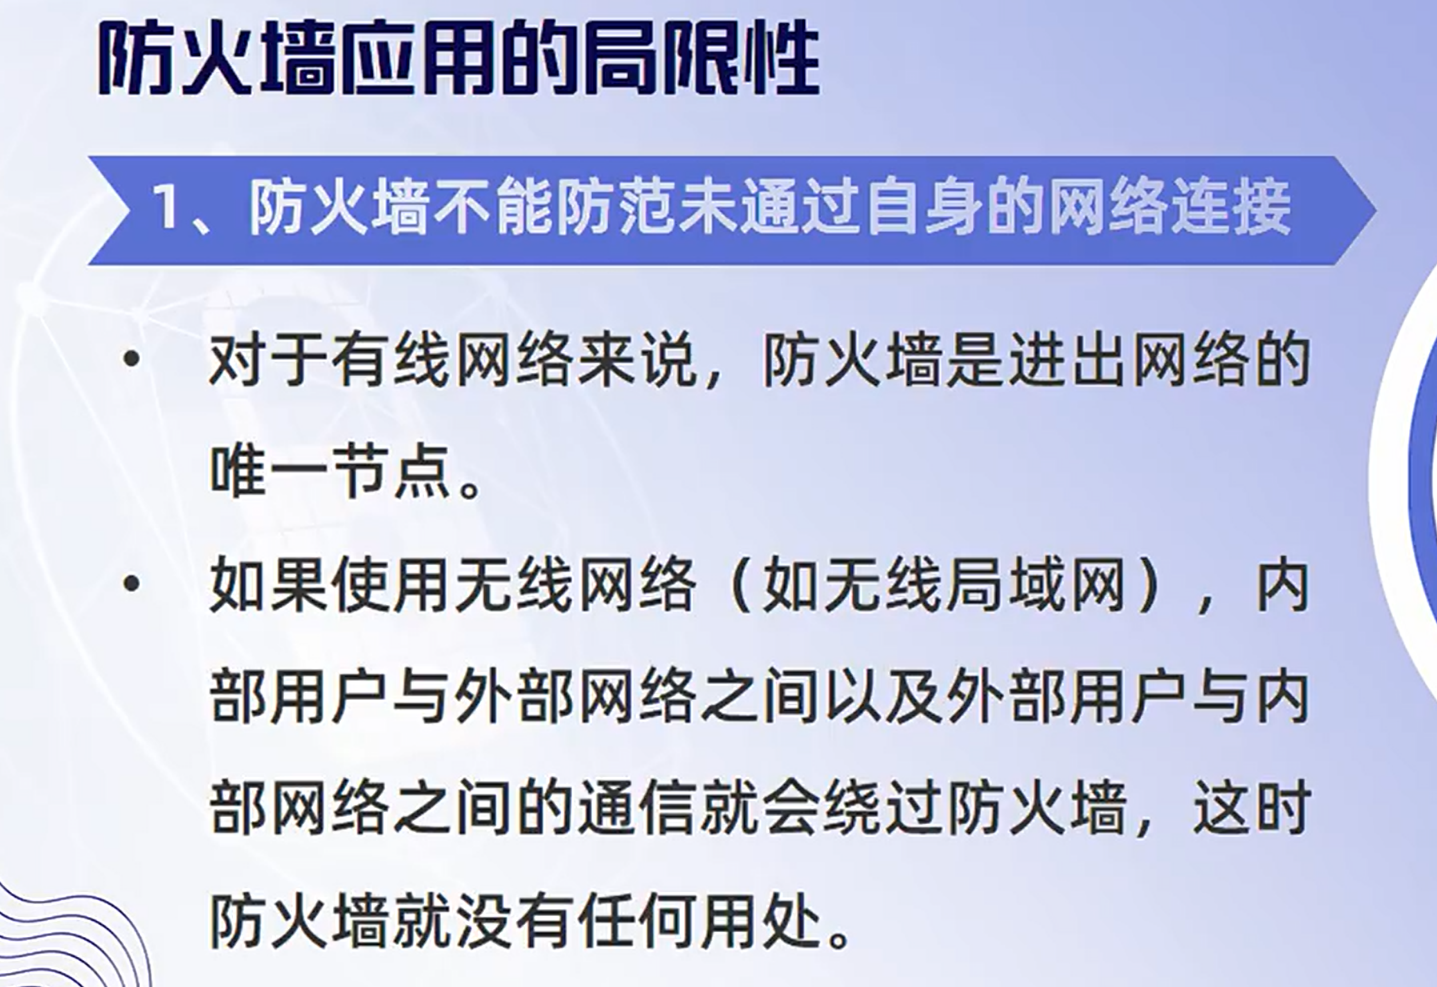 防火墙应用的局限性
1、防火墙不能防范未通过自身的网络连接
• 对于有线网络来说，防火墙是进出网络的
唯一节点。
• 如果使用无线网络（如无线局域网），内
部用户与外部网络之间以及外部用户与内
部网络之间的通信就会绕过防火墙，这时
防火墙就没有任何用处。